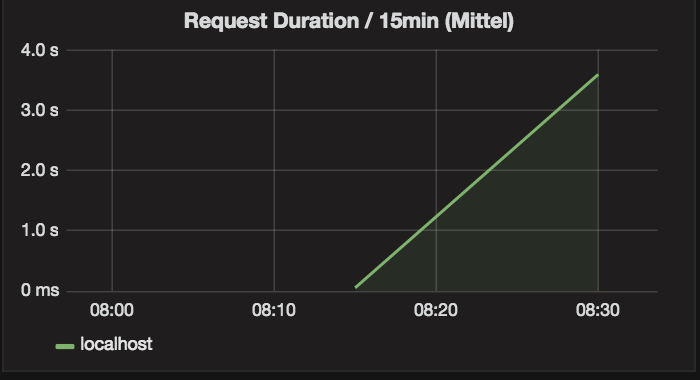 Request Duration / 15min (Mittel)
4.0 s
3.0 s
2.0 s
1.0 s
0 ms
08:00 08:10 08:20 08:30
localhost